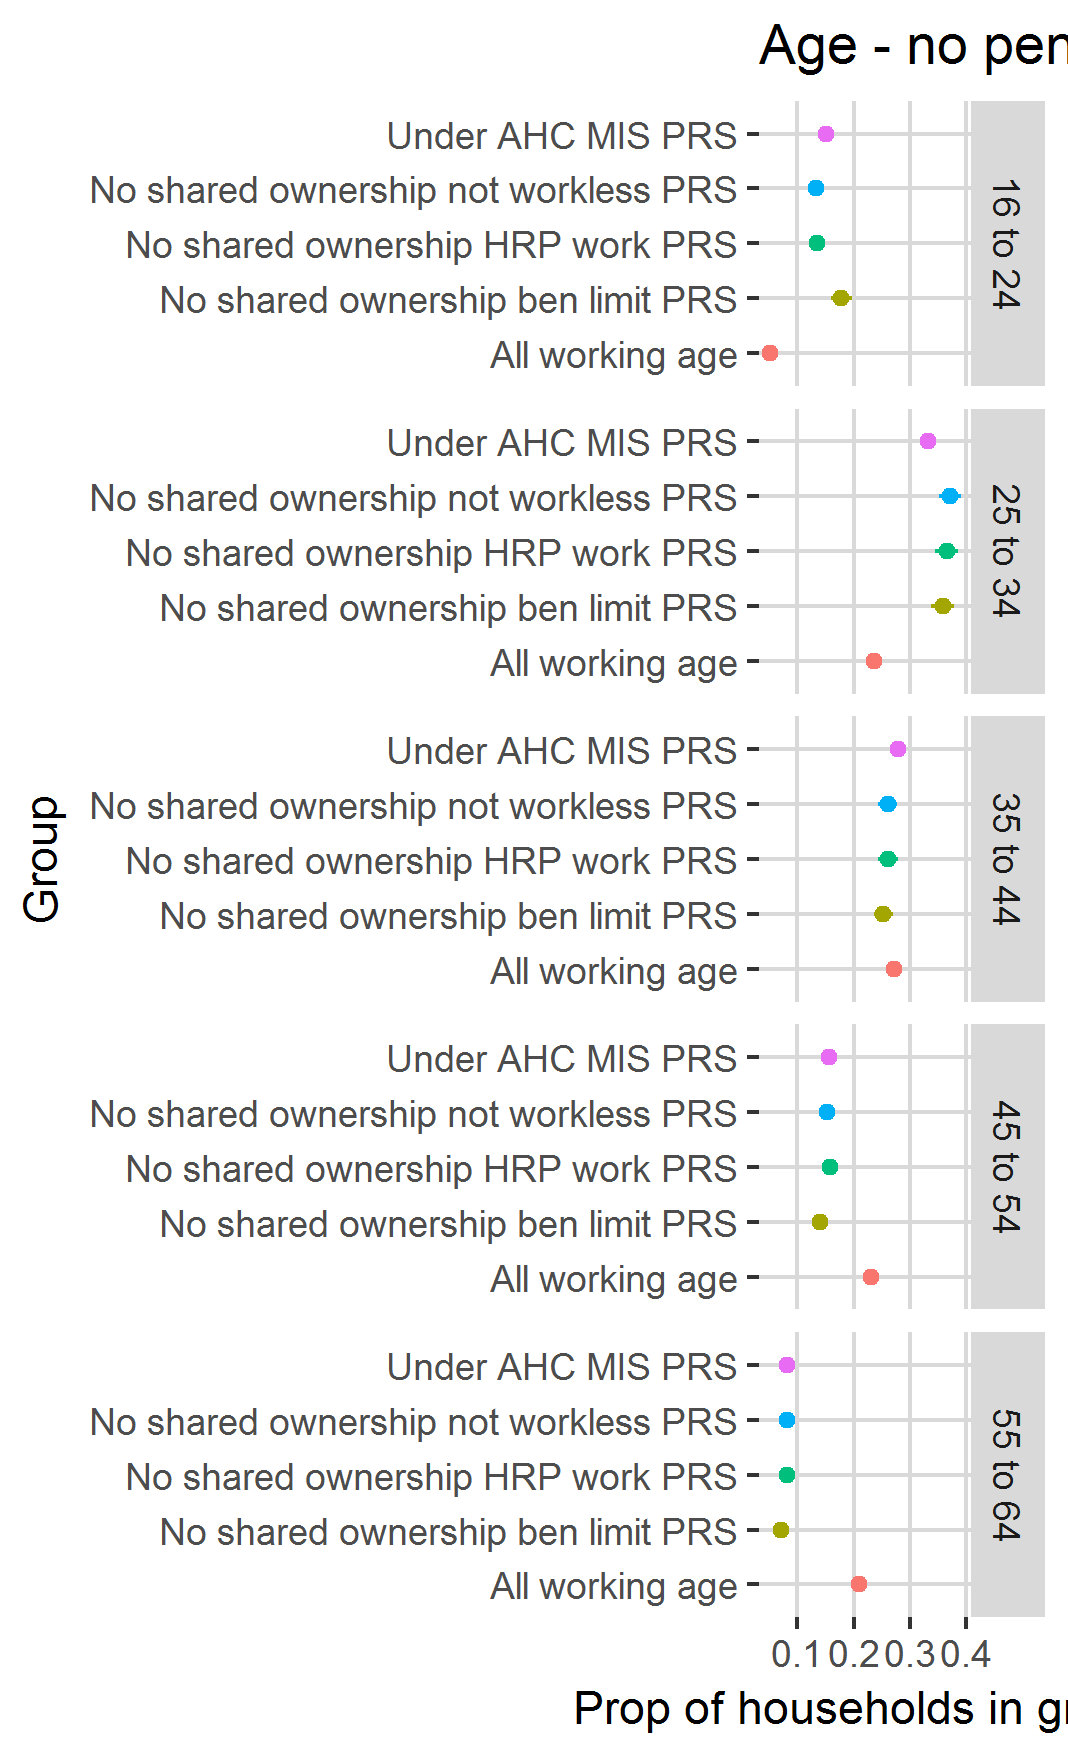 Age - no pen
Under AHC MIS PRS
No shared ownership not workless PRS
No shared ownership HRP work PRS
No shared ownership ben limit PRS
All working age
16 to 24
Under AHC MIS PRS
No shared ownership not workless PRS
No shared ownership HRP work PRS
No shared ownership ben limit PRS
All working age
25 to 34
Group
Under AHC MIS PRS
No shared ownership not workless PRS
No shared ownership HRP work PRS
No shared ownership ben limit PRS
All working age
35 to 44
Under AHC MIS PRS
No shared ownership not workless PRS
No shared ownership HRP work PRS
No shared ownership ben limit PRS
All working age
45 to 54
Under AHC MIS PRS
No shared ownership not workless PRS
No shared ownership HRP work PRS
No shared ownership ben limit PRS
All working age
55 to 64
0.1 0.2 0.3 0.4
Prop of households in gr